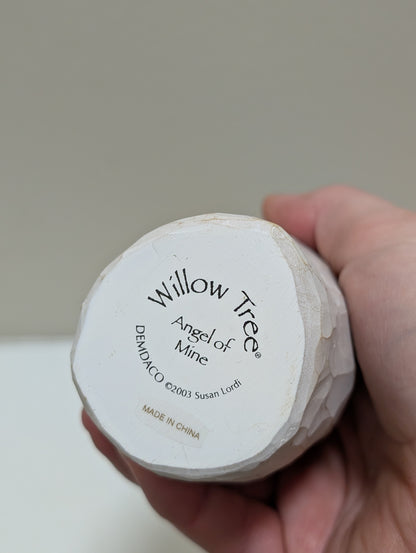 Willow Tree®
Angel of
Mine
DEMDACO ©2003 Susan Lordi
MADE IN CHINA